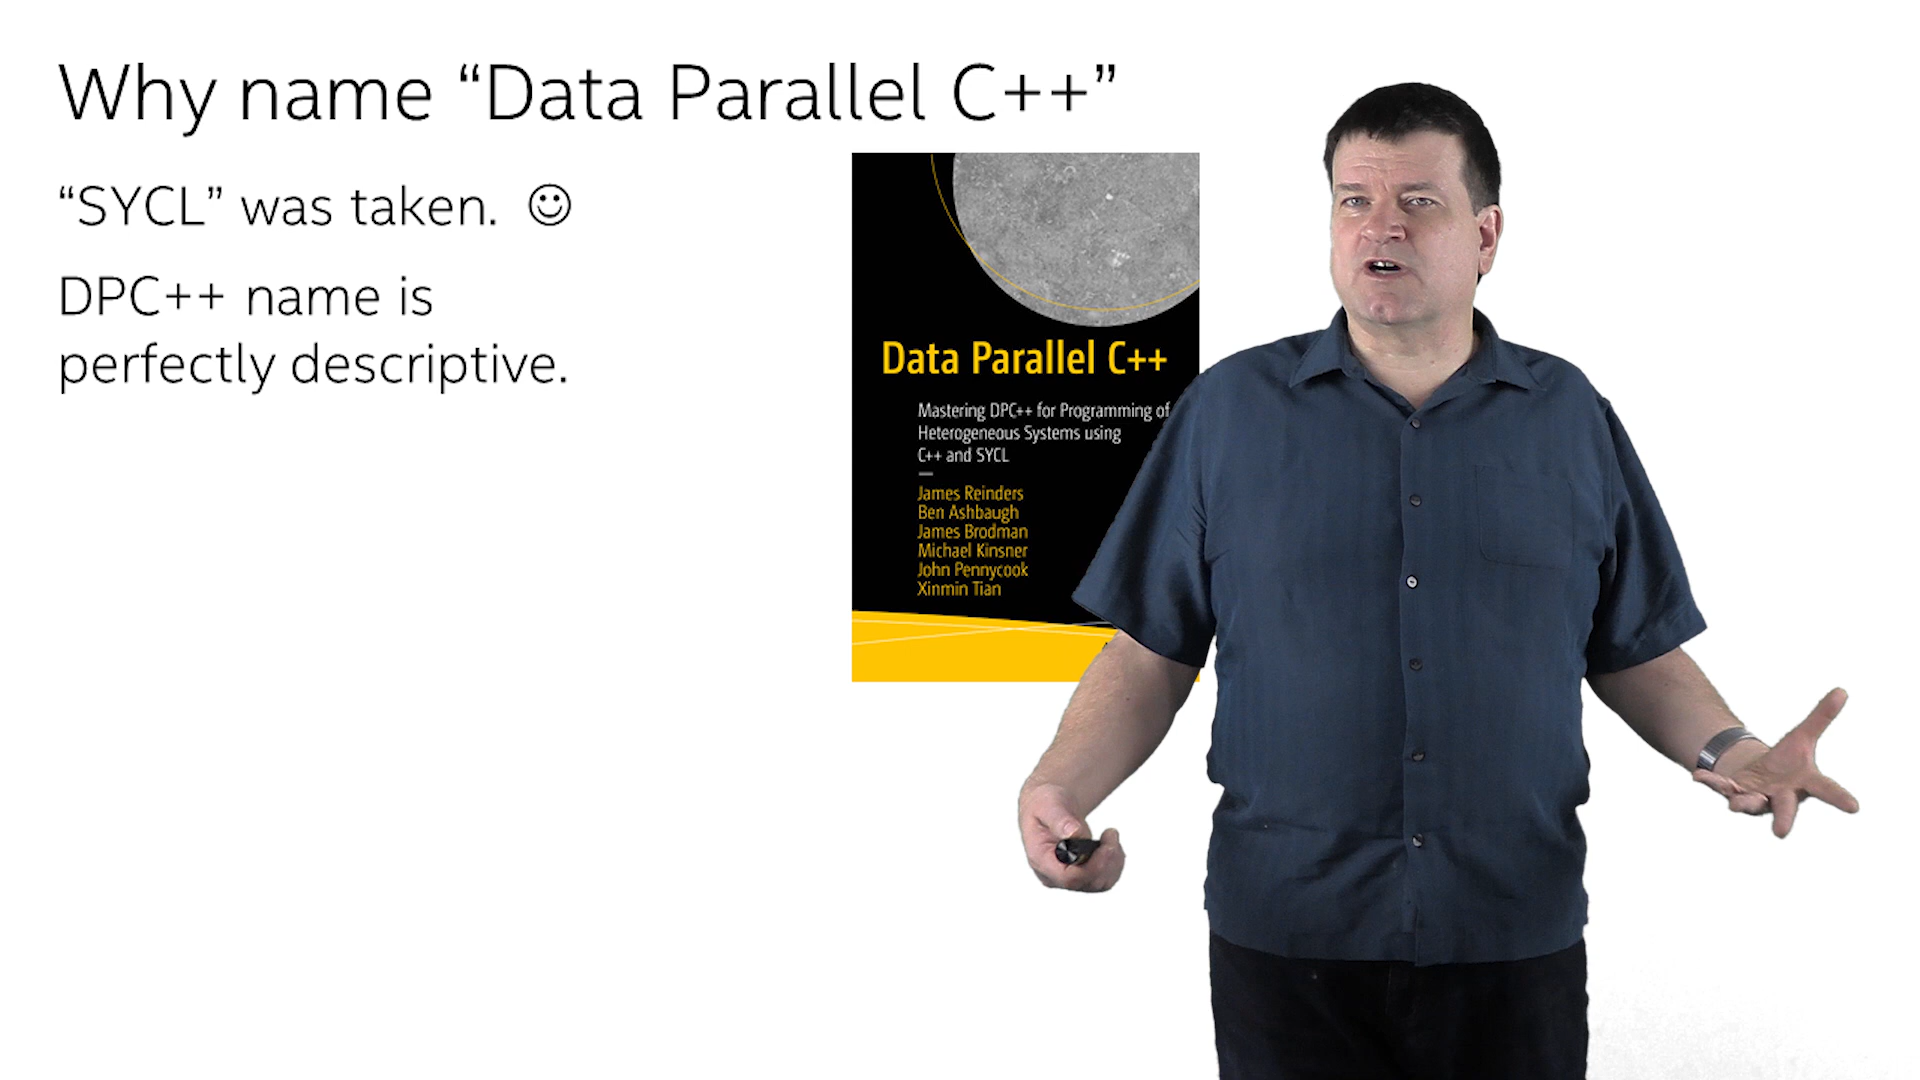 Why name “Data Parallel C++”
“SYCL” was taken. ☺
DPC++ name is
perfectly descriptive.
Data Parallel C++
Mastering DPC++ for Programming of
Heterogeneous Systems using
C++ and SYCL
James Reinders
Ben Ashbaugh
James Brodman
Michael Kinsner
John Pennycook
Xinmin Tian